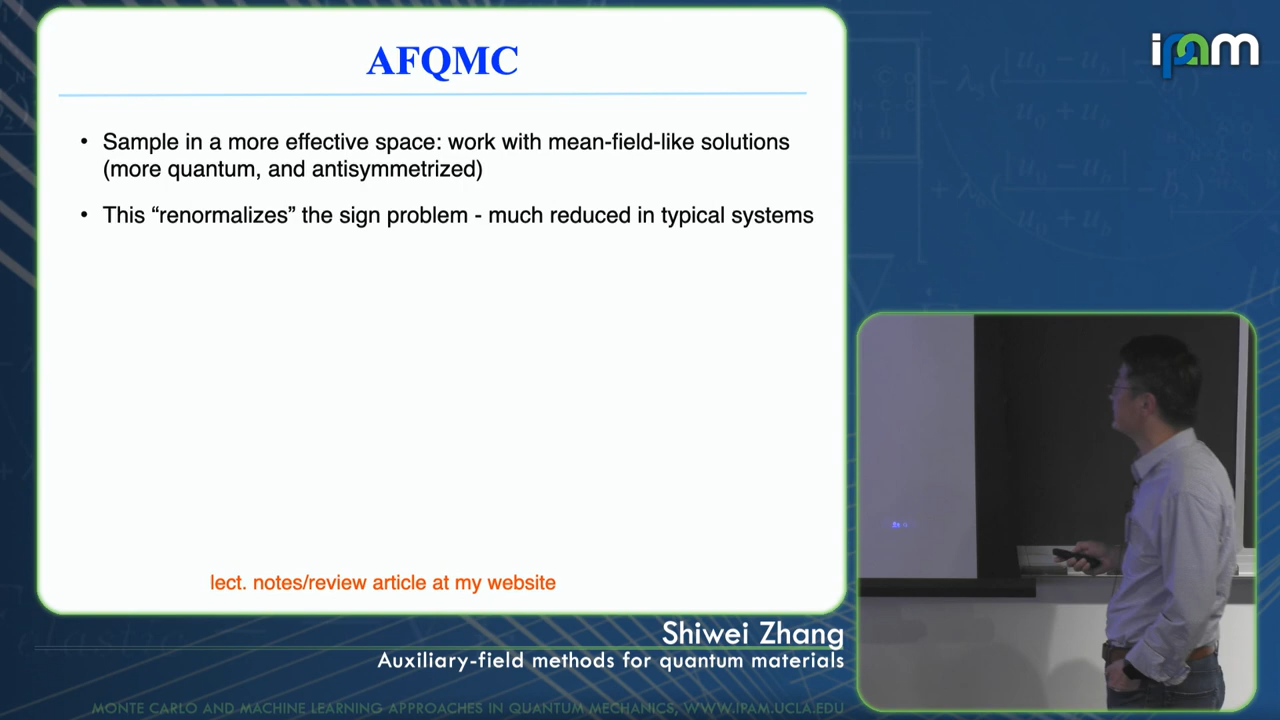 AFQMC
• Sample in a more effective space: work with mean-field-like solutions
(more quantum, and antisymmetrized)
• This “renormalizes” the sign problem - much reduced in typical systems
lect. notes/review article at my website
ipam
Shiwei Zhang
Auxiliary-field methods for quantum materials
MONTE CARLO AND MACHINE LEARNING APPROACHES IN QUANTUM MECHANICS, WWW.IPAM.UCLA.EDU